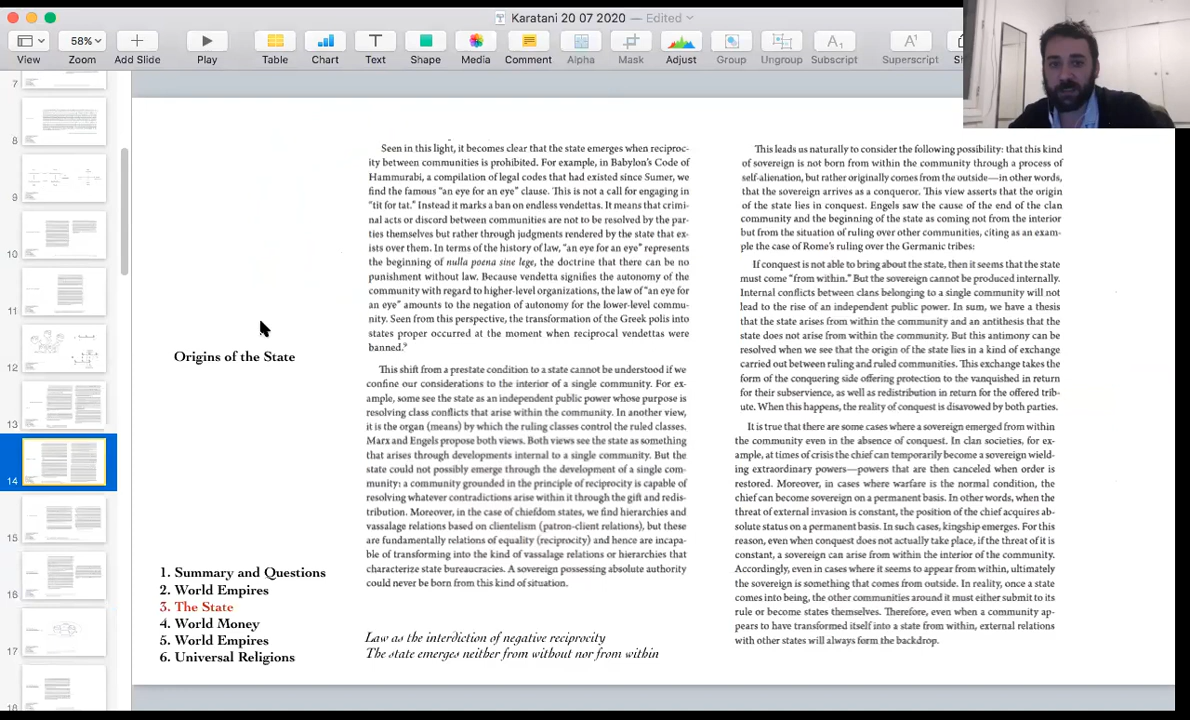 Karatani 20 07 2020 — Edited
58%
View
Zoom
Add Slide
Play
Table
Chart
Text
Shape
Media
Comment
Alpha
Mask
Adjust
Group
Ungroup
Subscript
Superscript
7
8
9
10
11
12
13
14
15
16
17
18
Origins of the State
1. Summary and Questions
2. World Empires
3. The State
4. World Money
5. World Empires
6. Universal Religions
Seen in this light, it becomes clear that the state emerges when reciproc-
ity between communities is prohibited. For example, in Babylon's Code of
Hammurabi, a compilation of legal codes that had existed since Sumer, we
find the famous "an eye for an eye" clause. This is not a call for engaging in
"tit for tat." Instead it marks a ban on endless vendettas. It means that crimi-
nal acts or discord between communities are not to be resolved by the par-
ties themselves but rather through judgments rendered by the state that ex-
ists over them. In terms of the history of law, "an eye for an eye" represents
the beginning of nulla poena sine lege, the doctrine that there can be no
punishment without law. Because vendetta signifies the autonomy of the
community with regard to higher-level organizations, the law of "an eye for
an eye" amounts to the negation of autonomy for the lower-level commu-
nity. Seen from this perspective, the transformation of the Greek polis into
states proper occurred at the moment when reciprocal vendettas were
banned.⁹
This shift from a prestate condition to a state cannot be understood if we
confine our considerations to the interior of a single community. For ex-
ample, some see the state as an independent public power whose purpose is
resolving class conflicts that arise within the community. In another view,
it is the organ (means) by which the ruling classes control the ruled classes.
Marx and Engels propose both views. Both views see the state as something
that arises through developments internal to a single community. But the
state could not possibly emerge through the development of a single com-
munity: a community grounded in the principle of reciprocity is capable of
resolving whatever contradictions arise within it through the gift and redis-
tribution. Moreover, in the case of chiefdom states, we find hierarchies and
vassalage relations based on clientelism (patron-client relations), but these
are fundamentally relations of equality (reciprocity) and hence are incapa-
ble of transforming into the kind of vassalage relations or hierarchies that
characterize state bureaucracies. A sovereign possessing absolute authority
could never be born from this kind of situation.
Law as the interdiction of negative reciprocity
The state emerges neither from without nor from within
This leads us naturally to consider the following possibility: that this kind
of sovereign is not born from within the community through a process of
self-alienation, but rather originally comes from the outside—in other words,
that the sovereign arrives as a conqueror. This view asserts that the origin
of the state lies in conquest. Engels saw the cause of the end of the clan
community and the beginning of the state as coming not from the interior
but from the situation of ruling over other communities, citing as an exam-
ple the case of Rome's ruling over the Germanic tribes:
If conquest is not able to bring about the state, then it seems that the state
must come "from within." But the sovereign cannot be produced internally.
Internal conflicts between clans belonging to a single community will not
lead to the rise of an independent public power. In sum, we have a thesis
that the state arises from within the community and an antithesis that the
state does not arise from within the community. But this antimony can be
resolved when we see that the origin of the state lies in a kind of exchange
carried out between ruling and ruled communities. This exchange takes the
form of the conquering side offering protection to the vanquished in return
for their subservience, as well as redistribution in return for the offered trib-
ute. When this happens, the reality of conquest is disavowed by both parties.
It is true that there are some cases where a sovereign emerged from within
the community even in the absence of conquest. In clan societies, for ex-
ample, at times of crisis the chief can temporarily become a sovereign wield-
ing extraordinary powers—powers that are then canceled when order is
restored. Moreover, in cases where warfare is the normal condition, the
chief can become sovereign on a permanent basis. In other words, when the
threat of external invasion is constant, the position of the chief acquires ab-
solute status on a permanent basis. In such cases, kingship emerges. For this
reason, even when conquest does not actually take place, if the threat of it is
constant, a sovereign can arise from within the interior of the community.
Accordingly, even in cases where it seems to appear from within, ultimately
the sovereign is something that comes from outside. In reality, once a state
comes into being, the other communities around it must either submit to its
rule or become states themselves. Therefore, even when a community ap-
pears to have transformed itself into a state from within, external relations
with other states will always form the backdrop.